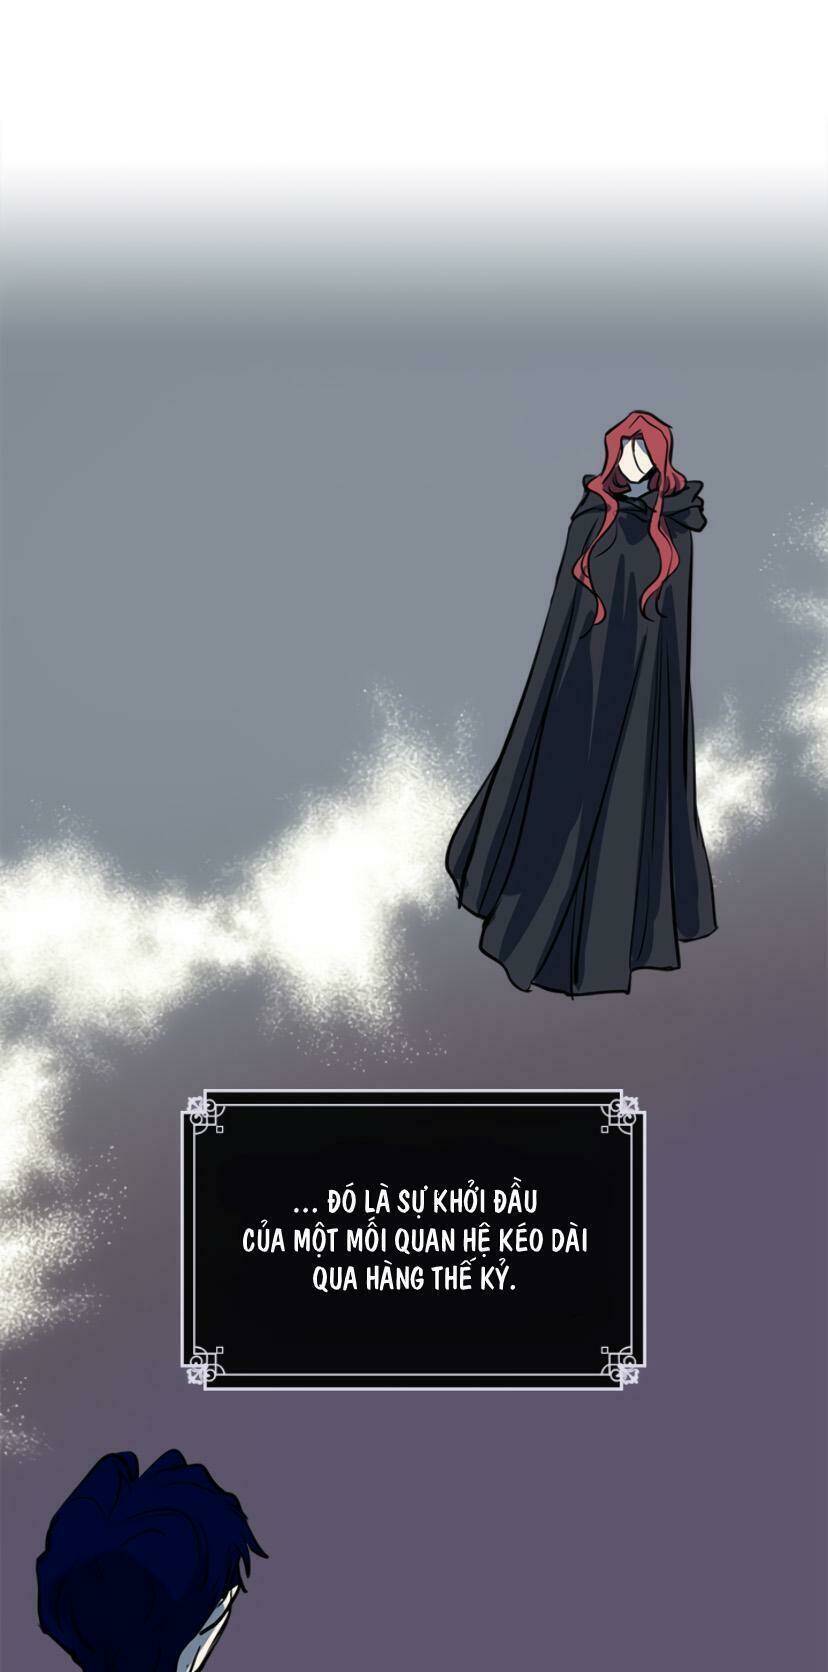 ... ĐÓ LÀ SỰ KHỞI ĐẦU
CỦA MỘT MỐI QUAN HỆ KÉO DÀI
QUA HÀNG THẾ KỶ.